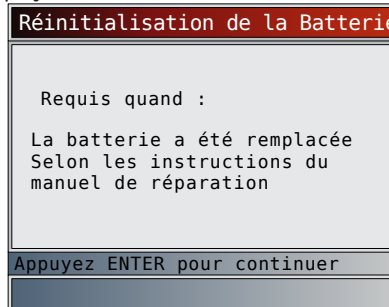 Réinitialisation de la Batterie
Requis quand :
La batterie a été remplacée
Selon les instructions du
manuel de réparation
Appuyez ENTER pour continuer